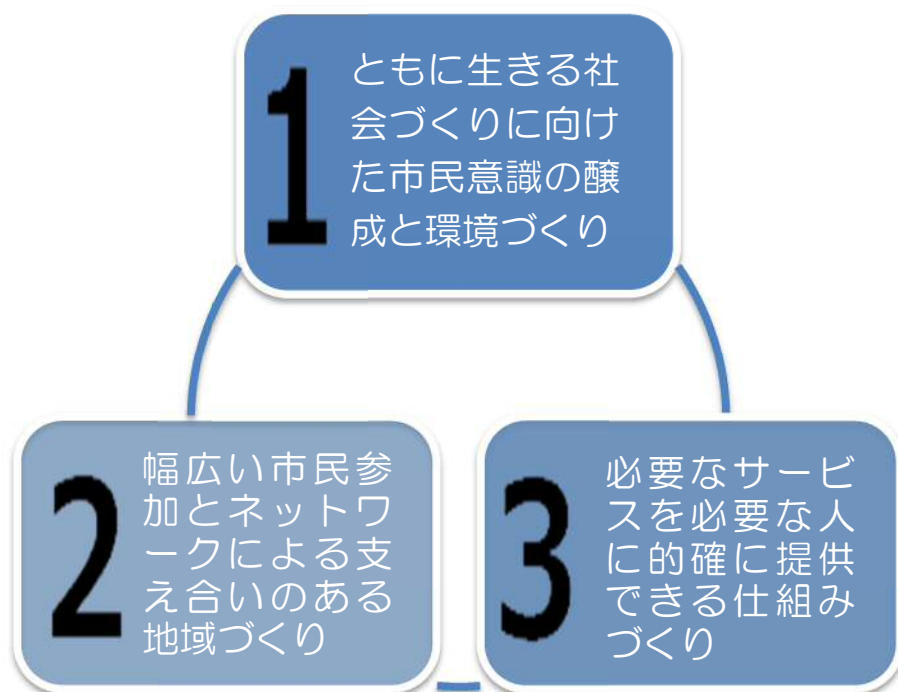 1
ともに生きる社
会づくりに向け
た市民意識の醸
成と環境づくり
2
幅広い市民参
加とネットワ
ークによる支
え合いのある
地域づくり
3
必要なサービ
スを必要な人
に的確に提供
できる仕組み
づくり